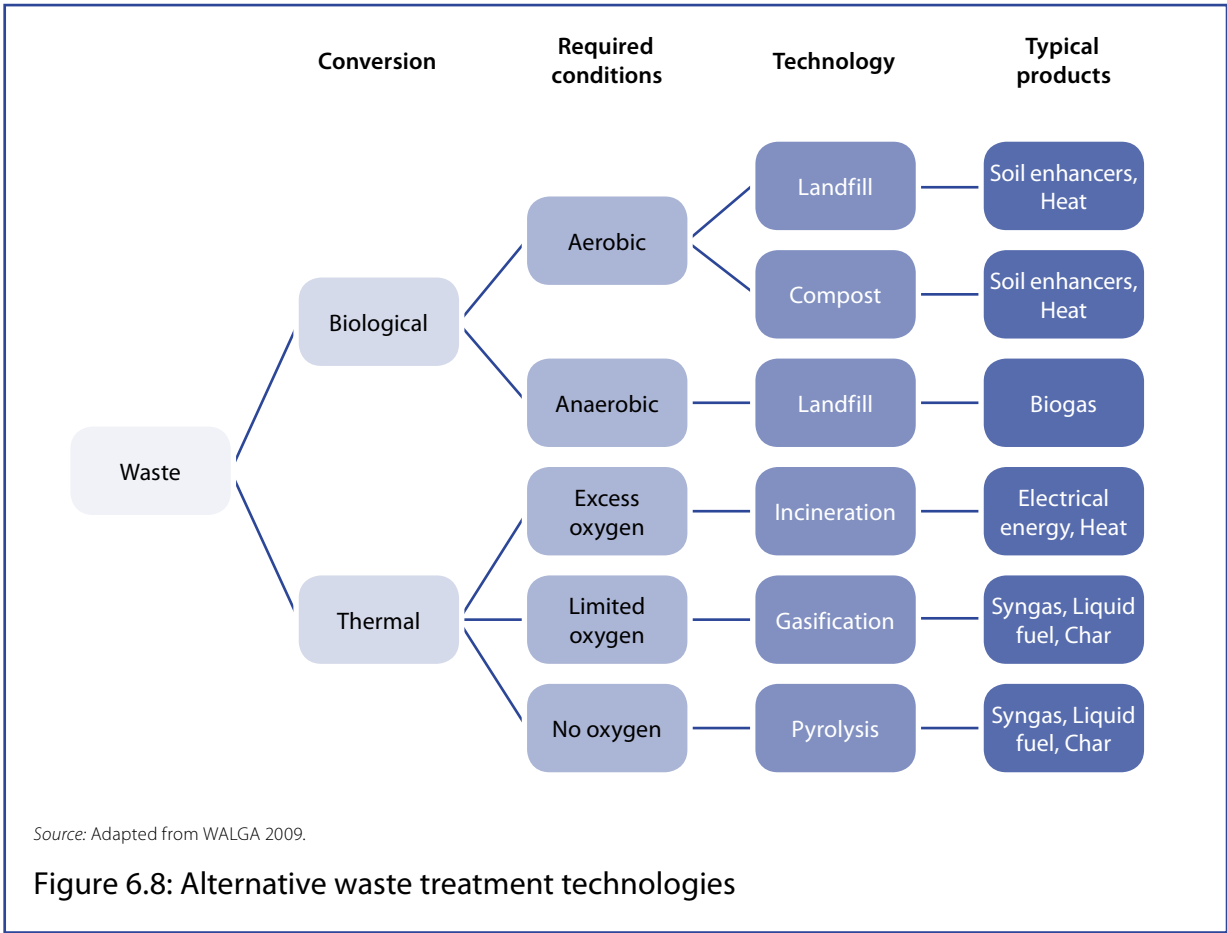 Conversion
Required
conditions
Technology
Typical
products
Waste
Biological
Aerobic
Landfill
Soil enhancers,
Heat
Compost
Soil enhancers,
Heat
Anaerobic
Landfill
Biogas
Thermal
Excess
oxygen
Incineration
Electrical
energy, Heat
Limited
oxygen
Gasification
Syngas, Liquid
fuel, Char
No oxygen
Pyrolysis
Syngas, Liquid
fuel, Char
Source: Adapted from WALGA 2009.
Figure 6.8: Alternative waste treatment technologies